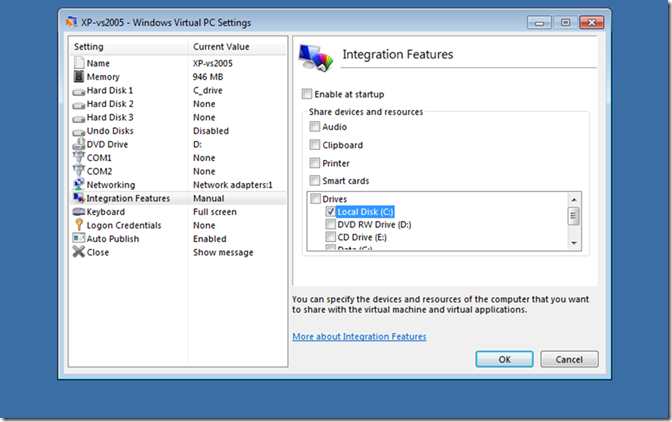 XP-vs2005 - Windows Virtual PC Settings
Setting Current Value
Name XP-vs2005
Memory 946 MB
Hard Disk 1 C_drive
Hard Disk 2 None
Hard Disk 3 None
Undo Disks Disabled
DVD Drive D:
COM1 None
COM2 None
Networking Network adapters:1
Integration Features Manual
Keyboard Full screen
Logon Credentials None
Auto Publish Enabled
Close Show message
Integration Features
Enable at startup
Share devices and resources
Audio
Clipboard
Printer
Smart cards
Drives
Local Disk (C:)
DVD RW Drive (D:)
CD Drive (E:)
You can specify the devices and resources of the computer that you want
to share with the virtual machine and virtual applications.
More about Integration Features
OK Cancel